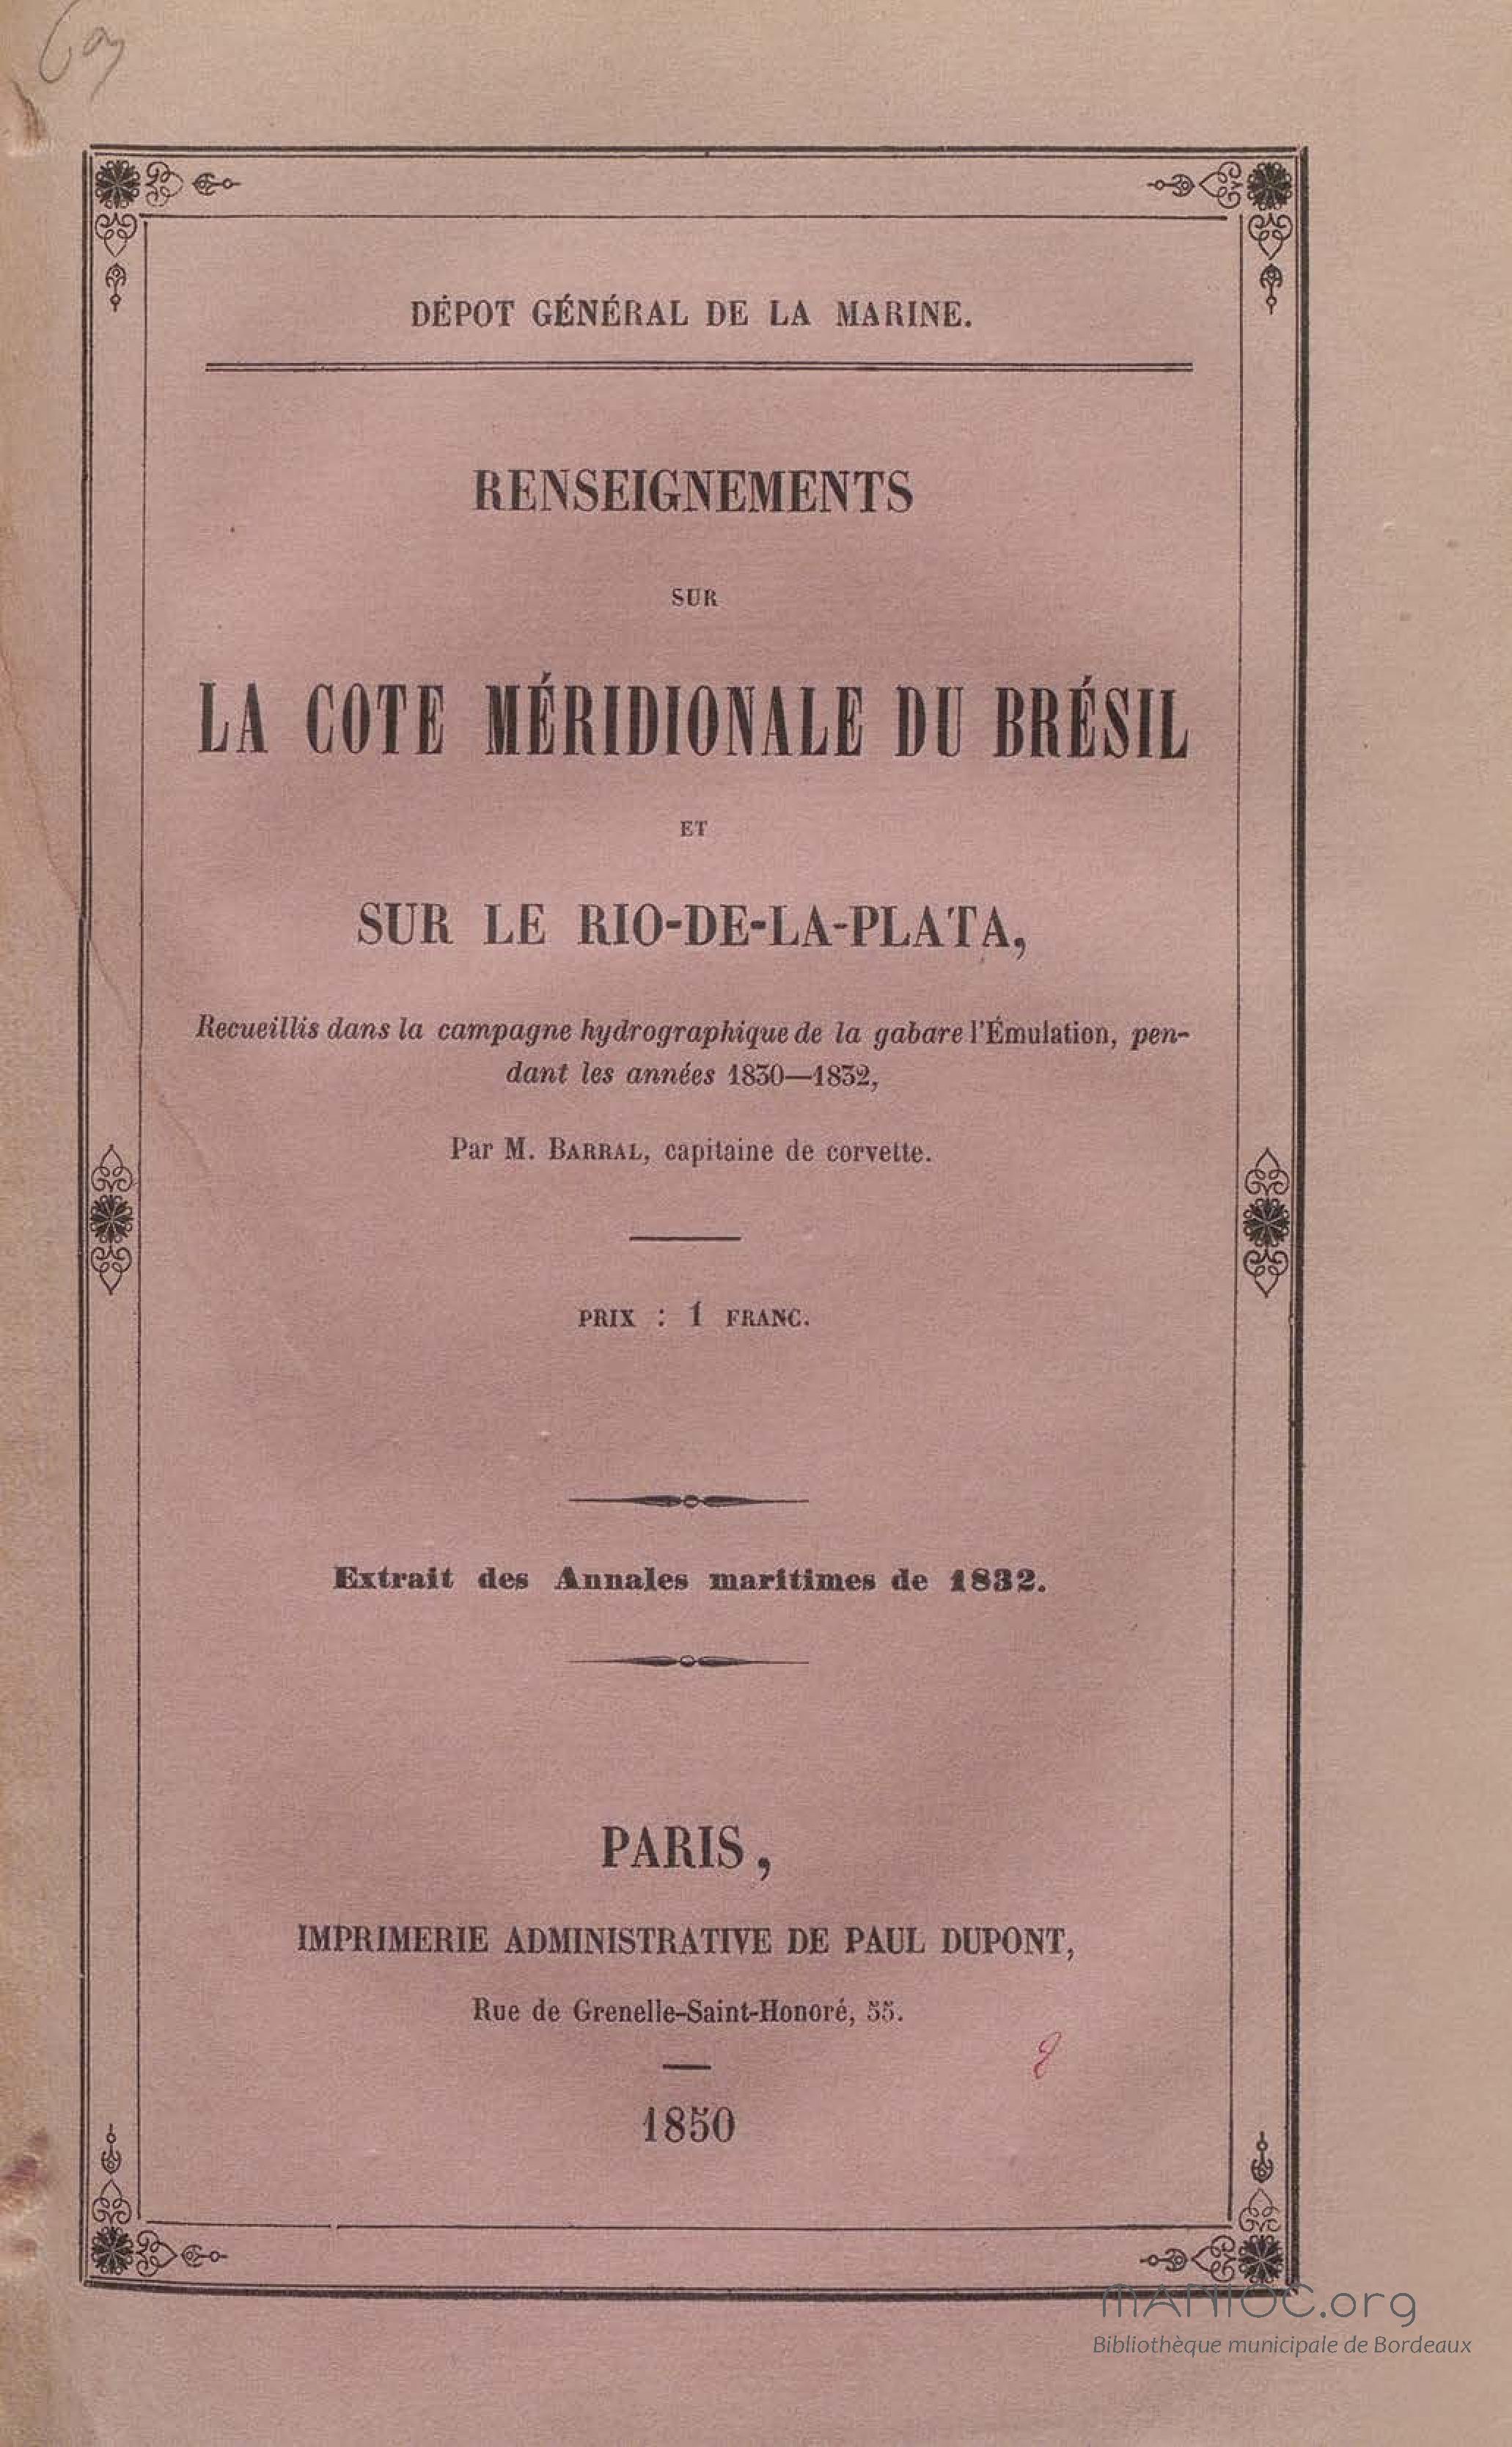 DÉPOT GÉNÉRAL DE LA MARINE.
RENSEIGNEMENTS
SUR
LA COTE MÉRIDIONALE DU BRÉSIL
ET
SUR LE RIO-DE-LA-PLATA,
Recueillis dans la campagne hydrographique de la gabare l'Émulation, pen-
dant les années 1830—1832,
Par M. BARRAL, capitaine de corvette.
PRIX : 1 FRANC.
Extrait des Annales maritimes de 1832.
PARIS,
IMPRIMERIE ADMINISTRATIVE DE PAUL DUPONT,
Rue de Grenelle-Saint-Honoré, 55.
1850
MANIOC.org
Bibliothèque municipale de Bordeaux